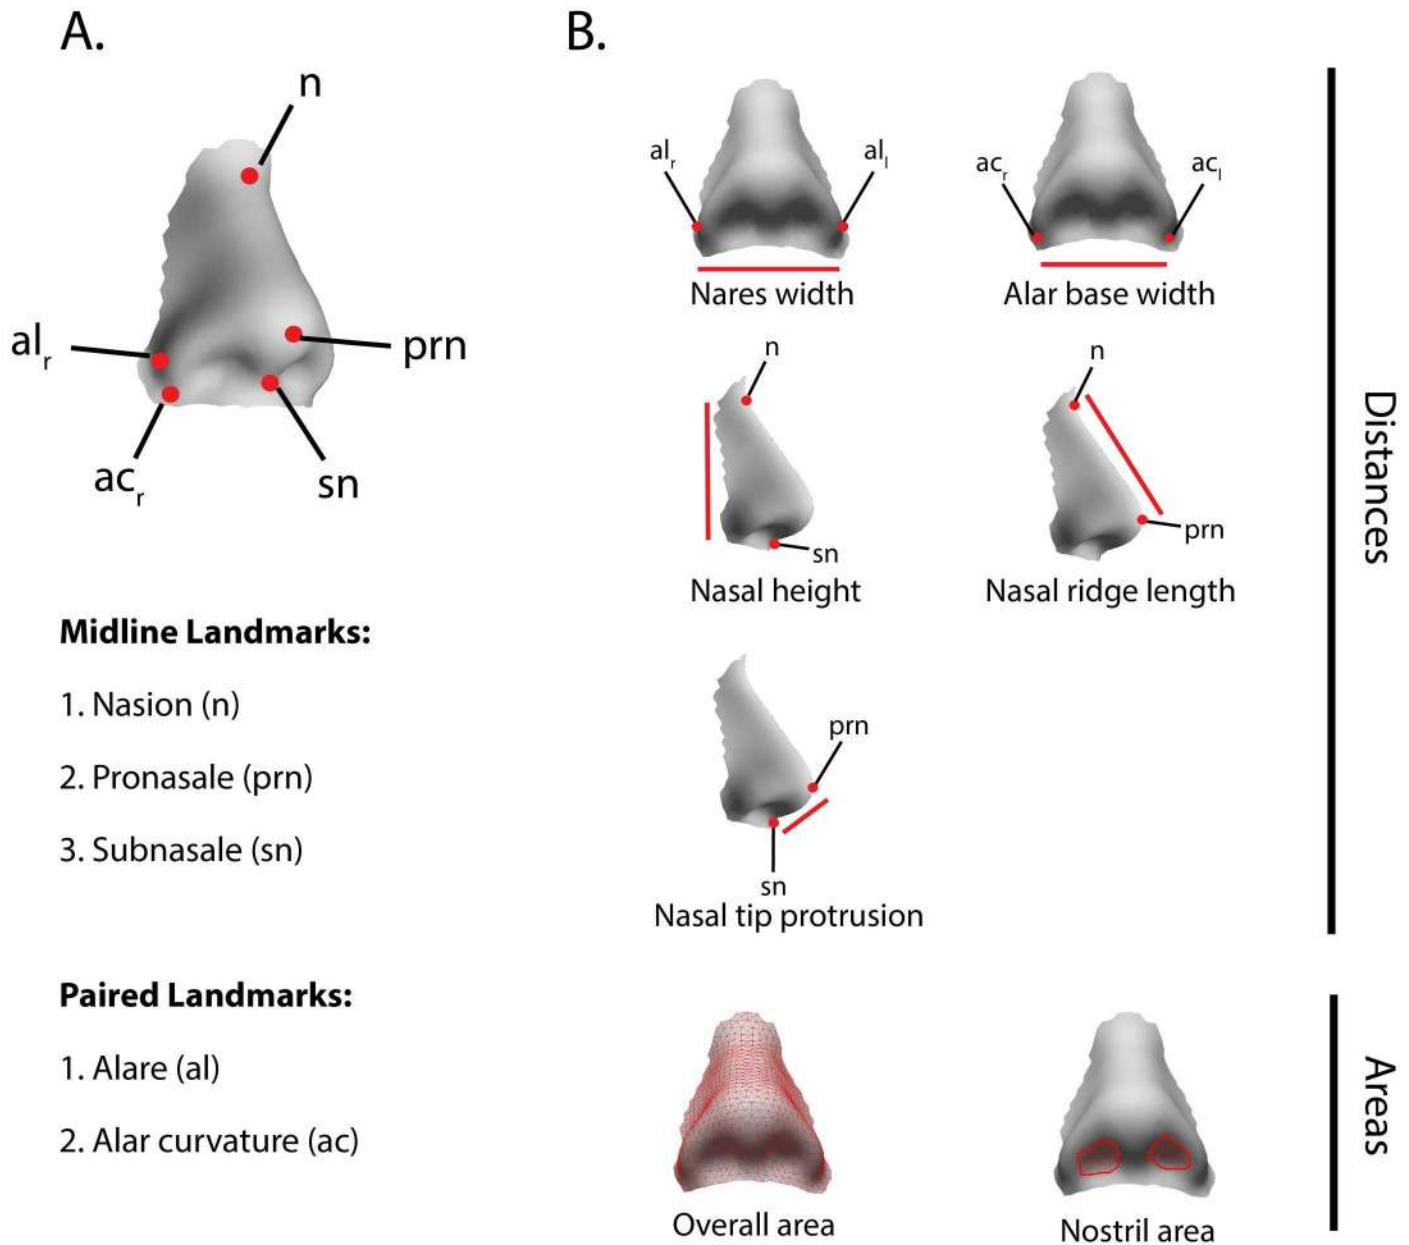 A.
n
al_r
prn
ac_r
sn
Midline Landmarks:
1. Nasion (n)
2. Pronasale (prn)
3. Subnasale (sn)
Paired Landmarks:
1. Alare (al)
2. Alar curvature (ac)
B.
al_r
al_l
Nares width
ac_r
ac_l
Alar base width
n
sn
Nasal height
n
prn
Nasal ridge length
prn
sn
Nasal tip protrusion
Distances
Overall area
Nostril area
Areas